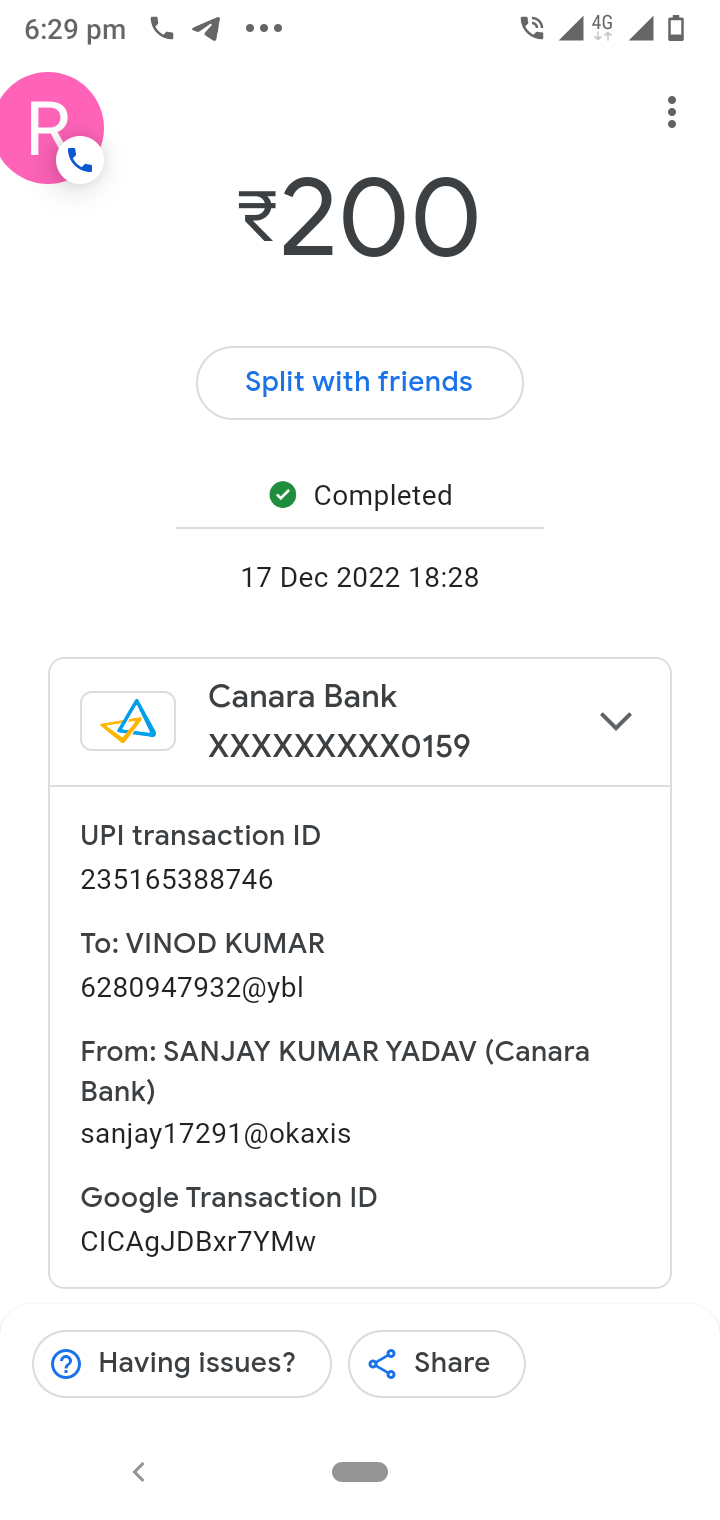 6:29 pm
4G
R
₹200
Split with friends
Completed
17 Dec 2022 18:28
Canara Bank
XXXXXXXXX0159
UPI transaction ID
235165388746
To: VINOD KUMAR
6280947932@ybl
From: SANJAY KUMAR YADAV (Canara
Bank)
sanjay17291@okaxis
Google Transaction ID
CICAgJDBxr7YMw
Having issues?
Share